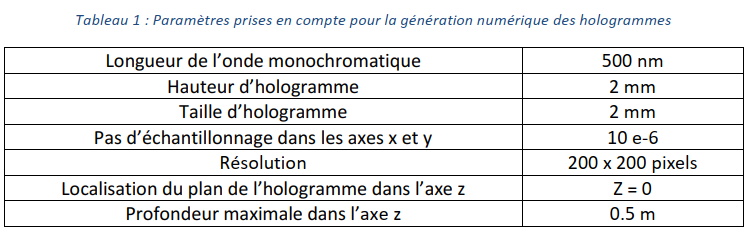 Tableau 1 : Paramètres prises en compte pour la génération numérique des hologrammes
Longueur de l'onde monochromatique 500 nm
Hauteur d'hologramme 2 mm
Taille d'hologramme 2 mm
Pas d'échantillonnage dans les axes x et y 10 e-6
Résolution 200 x 200 pixels
Localisation du plan de l'hologramme dans l'axe z Z = 0
Profondeur maximale dans l'axe z 0.5 m